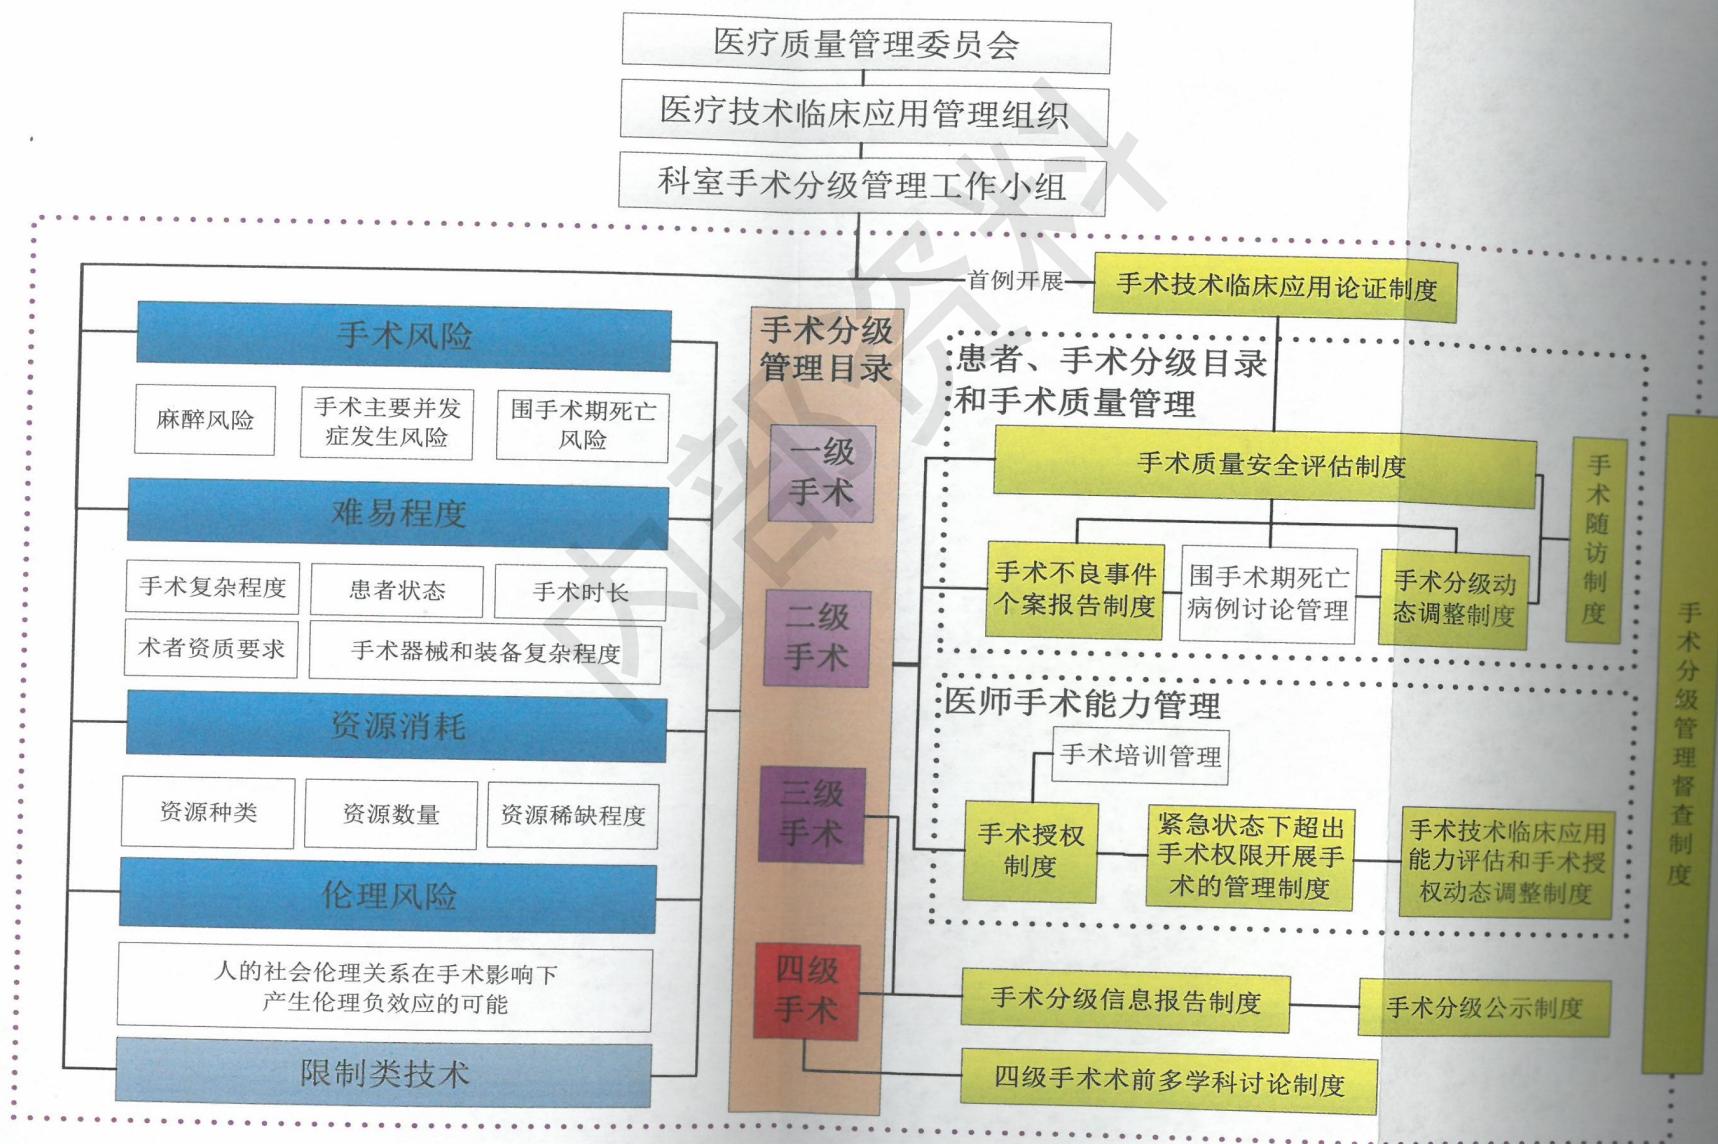 医疗质量管理委员会
医疗技术临床应用管理组织
科室手术分级管理工作小组
首例开展
手术技术临床应用论证制度
手术风险
麻醉风险
手术主要并发
症发生风险
围手术期死亡
风险
难易程度
手术复杂程度
患者状态
手术时长
术者资质要求
手术器械和装备复杂程度
资源消耗
资源种类
资源数量
资源稀缺程度
伦理风险
人的社会伦理关系在手术影响下
产生伦理负效应的可能
限制类技术
手术分级
管理目录
一级
手术
二级
手术
三级
手术
四级
手术
患者、手术分级目录
和手术质量管理
手术质量安全评估制度
手术不良事件
个案报告制度
围手术期死亡
病例讨论管理
手术分级动
态调整制度
手术随访制度
医师手术能力管理
手术培训管理
手术授权
制度
紧急状态下超出
手术权限开展手
术的管理制度
手术技术临床应用
能力评估和手术授
权动态调整制度
手术分级信息报告制度
手术分级公示制度
四级手术术前多学科讨论制度
手术分级管理督查制度
内部资料